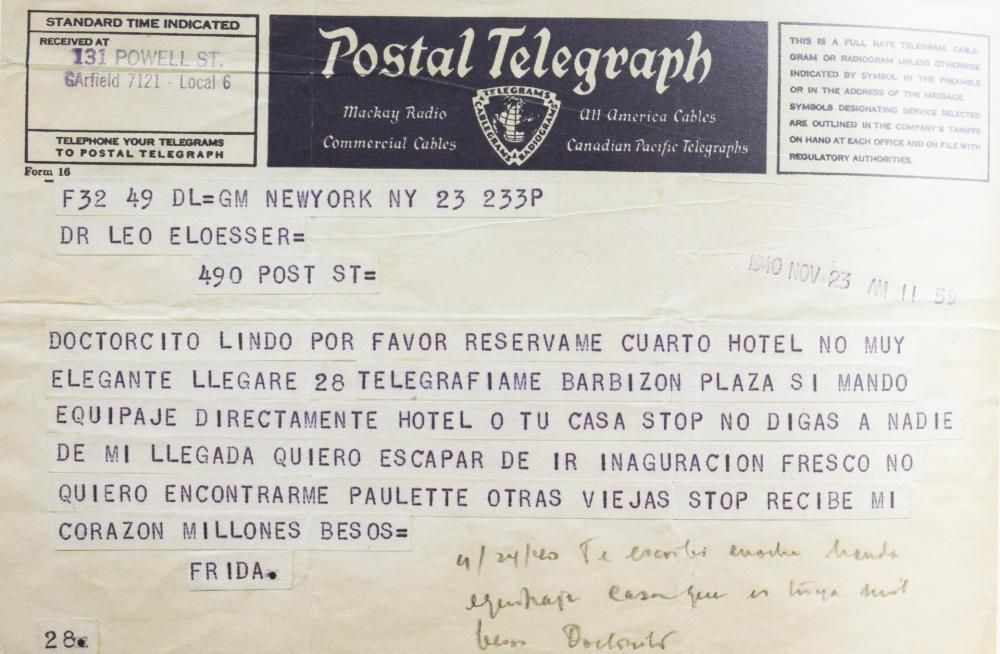 STANDARD TIME INDICATED
RECEIVED AT
131 POWELL ST.
GArfield 7121 - Local 6
TELEPHONE YOUR TELEGRAMS
TO POSTAL TELEGRAPH
Form 16
Postal Telegraph
Mackay Radio
Commercial Cables
TELEGRAMS
CABLEGRAMS & RADIOGRAMS
All America Cables
Canadian Pacific Telegraphs
THIS IS A FULL RATE TELEGRAM, CABLE-
GRAM OR RADIOGRAM UNLESS OTHERWISE
INDICATED BY SYMBOL IN THE PREAMBLE
OR IN THE ADDRESS OF THE MESSAGE.
SYMBOLS DESIGNATING SERVICE SELECTED
ARE OUTLINED IN THE COMPANY'S TARIFFS
ON HAND AT EACH OFFICE AND ON FILE WITH
REGULATORY AUTHORITIES.
F32 49 DL=GM NEWYORK NY 23 233P
DR LEO ELOESSER=
490 POST ST=
1940 NOV 23 AM 11 59
DOCTORCITO LINDO POR FAVOR RESERVAME CUARTO HOTEL NO MUY
ELEGANTE LLEGARE 28 TELEGRAFIAME BARBIZON PLAZA SI MANDO
EQUIPAJE DIRECTAMENTE HOTEL O TU CASA STOP NO DIGAS A NADIE
DE MI LLEGADA QUIERO ESCAPAR DE IR INAGURACION FRESCO NO
QUIERO ENCONTRARME PAULETTE OTRAS VIEJAS STOP RECIBE MI
CORAZON MILLONES BESOS=
FRIDA.
11/24/40 Te escribi anoche manda
equipaje casa que es tuya mil
besos Doctorcito
28.